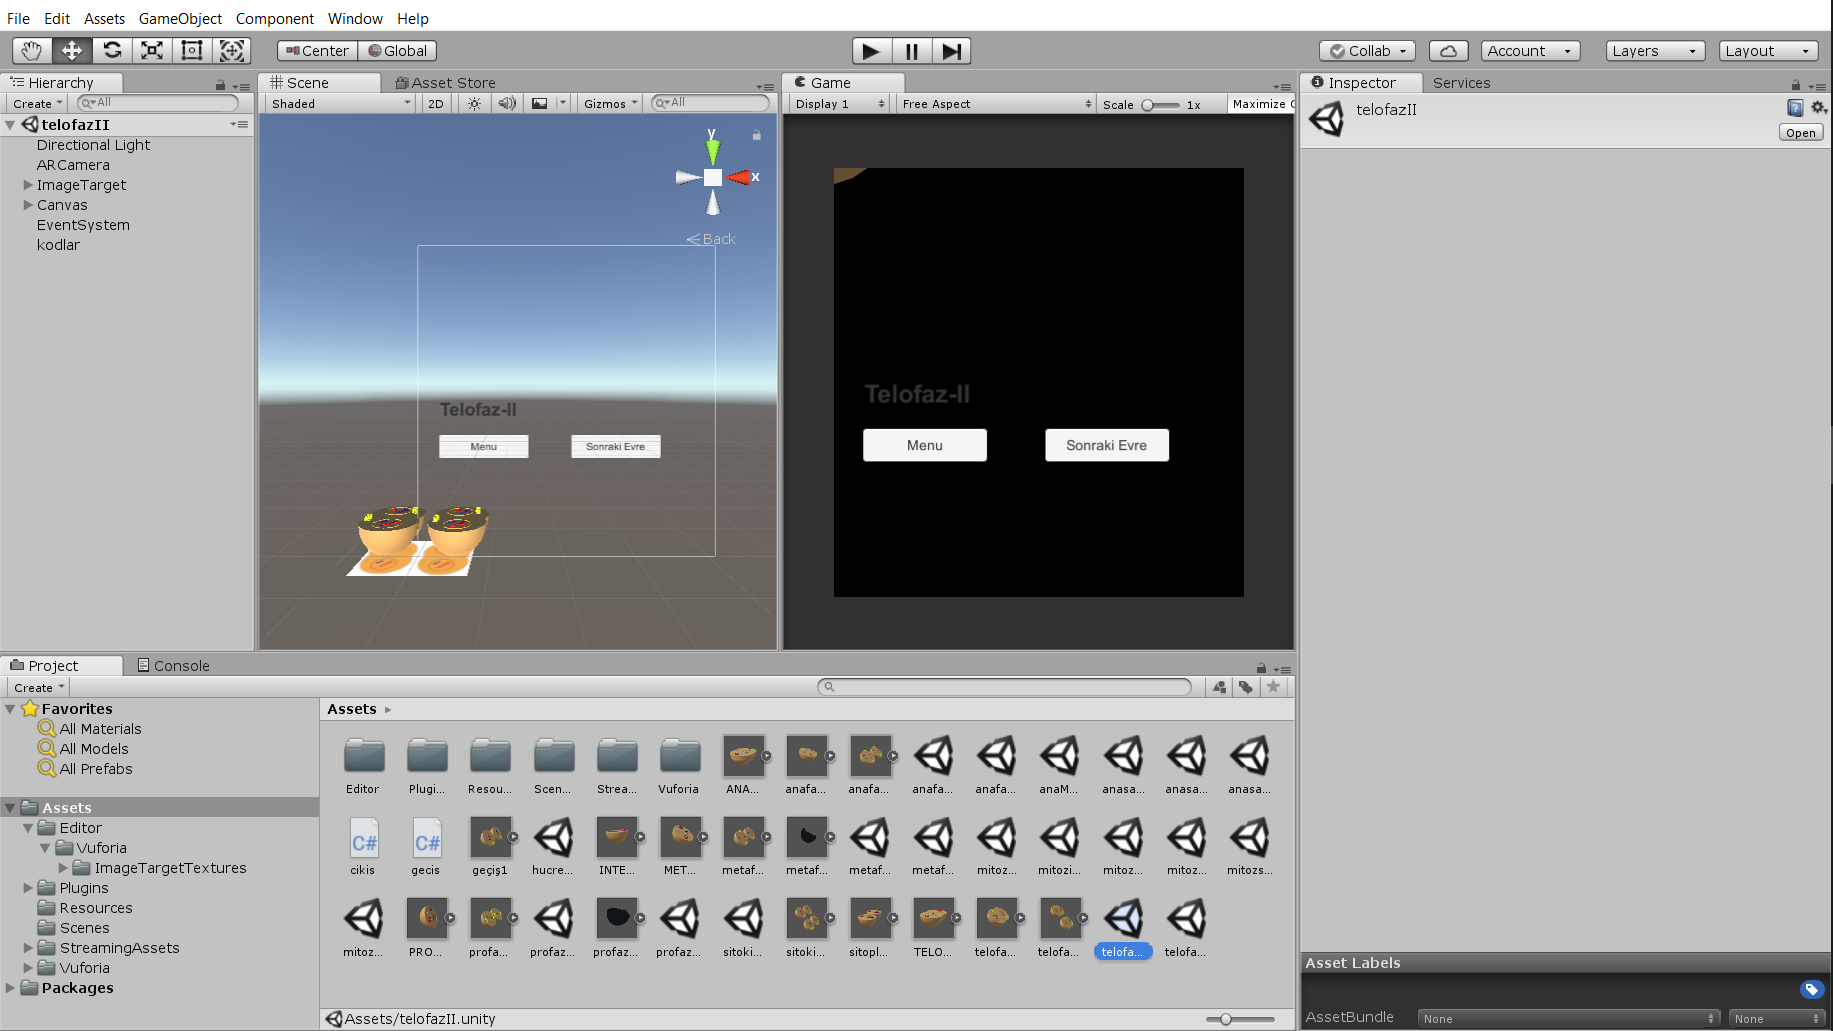 File Edit Assets GameObject Component Window Help
Center Global Collab Account Layers Layout
Hierarchy
Create All
telofazII
Directional Light
ARCamera
ImageTarget
Canvas
EventSystem
kodlar
Scene Asset Store
Shaded 2D Gizmos All
y
x
Back
Telofaz-II
Menu Sonraki Evre
Game
Display 1 Free Aspect Scale 1x Maximize
Telofaz-II
Menu Sonraki Evre
Inspector Services
telofazII
Open
Project Console
Create
Favorites
All Materials
All Models
All Prefabs
Assets
Editor
Vuforia
ImageTargetTextures
Plugins
Resources
Scenes
StreamingAssets
Vuforia
Packages
Assets
Editor Plugi... Resou... Scen... Strea... Vuforia ANA... anafa... anafa... anafa... anafa... anaM... anasa... anasa... anasa...
C# C#
cikis gecis geçiş1 hucre... INTE... MET... metaf... metaf... metaf... metaf... mitoz... mitozi... mitoz... mitoz... mitozs...
mitoz... PRO... profa... profaz... profaz... profaz... sitoki... sitoki... sitopl... TELO... telofa... telofa... telofa... telofa...
Assets/telofazII.unity
Asset Labels
AssetBundle None None